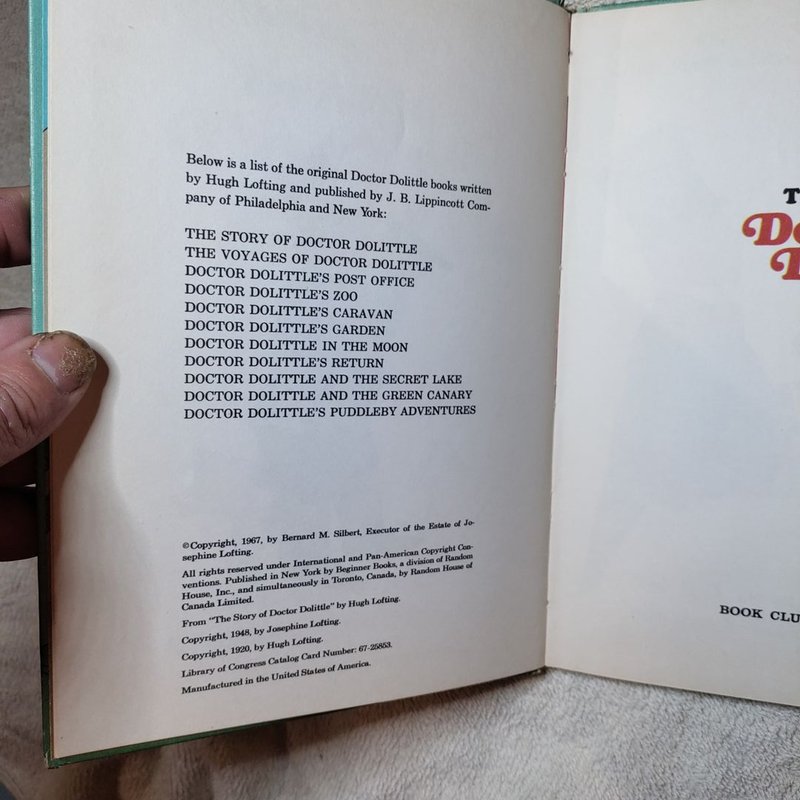 Below is a list of the original Doctor Dolittle books written
by Hugh Lofting and published by J. B. Lippincott Com-
pany of Philadelphia and New York:
THE STORY OF DOCTOR DOLITTLE
THE VOYAGES OF DOCTOR DOLITTLE
DOCTOR DOLITTLE'S POST OFFICE
DOCTOR DOLITTLE'S ZOO
DOCTOR DOLITTLE'S CARAVAN
DOCTOR DOLITTLE'S GARDEN
DOCTOR DOLITTLE IN THE MOON
DOCTOR DOLITTLE'S RETURN
DOCTOR DOLITTLE AND THE SECRET LAKE
DOCTOR DOLITTLE AND THE GREEN CANARY
DOCTOR DOLITTLE'S PUDDLEBY ADVENTURES
©Copyright, 1967, by Bernard M. Silbert, Executor of the Estate of Jo-
sephine Lofting.
All rights reserved under International and Pan-American Copyright Con-
ventions. Published in New York by Beginner Books, a division of Random
House, Inc., and simultaneously in Toronto, Canada, by Random House of
Canada Limited.
From "The Story of Doctor Dolittle" by Hugh Lofting.
Copyright, 1948, by Josephine Lofting.
Copyright, 1920, by Hugh Lofting.
Library of Congress Catalog Card Number: 67-25853.
Manufactured in the United States of America.
BOOK